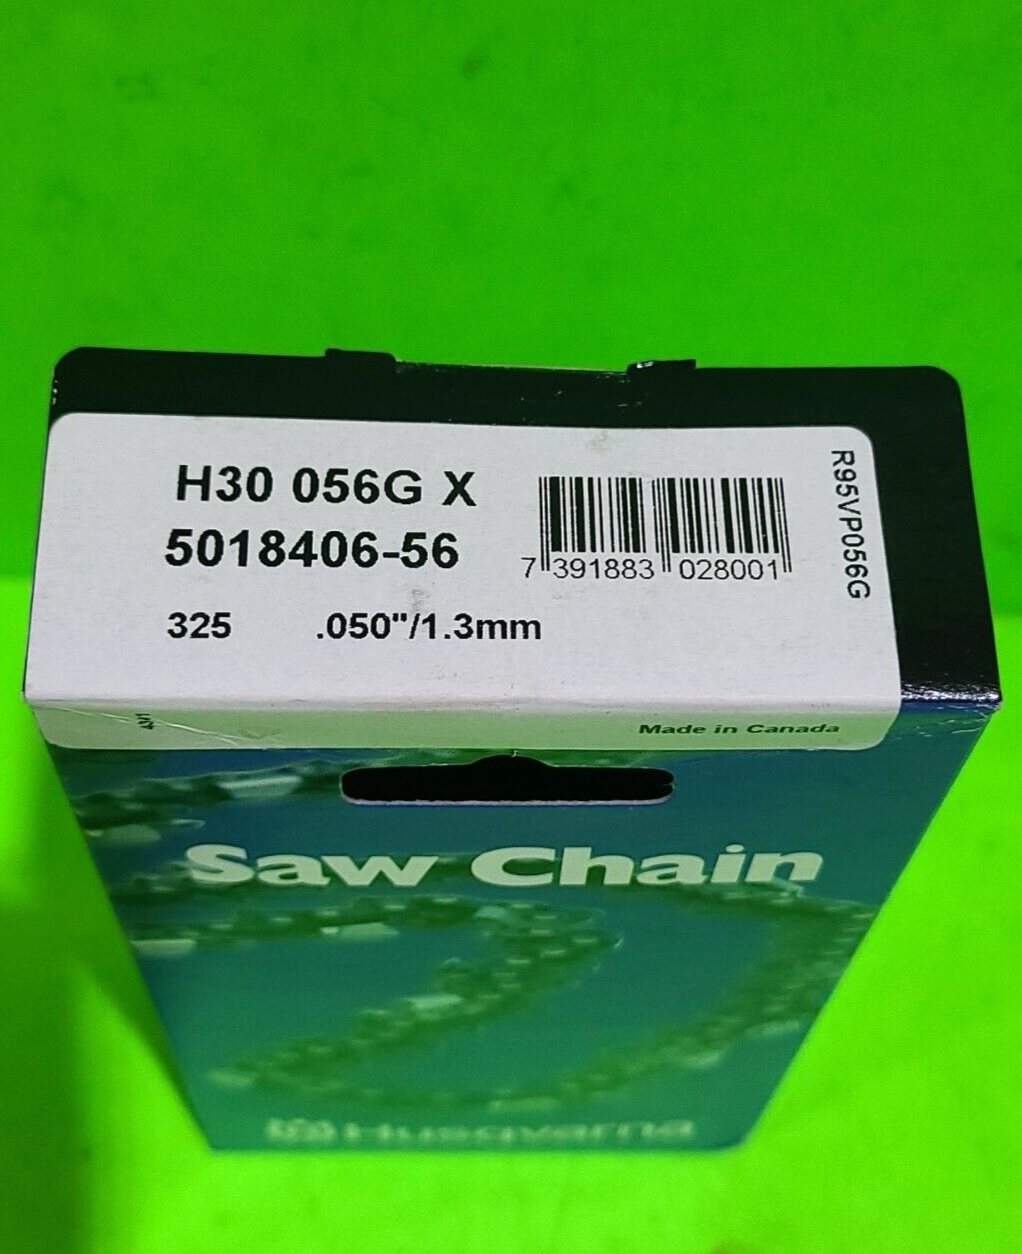 H30 056G X
5018406-56
325 .050"/1.3mm
7 391883 028001
R95VP056G
Made in Canada
Saw Chain
Husqvarna